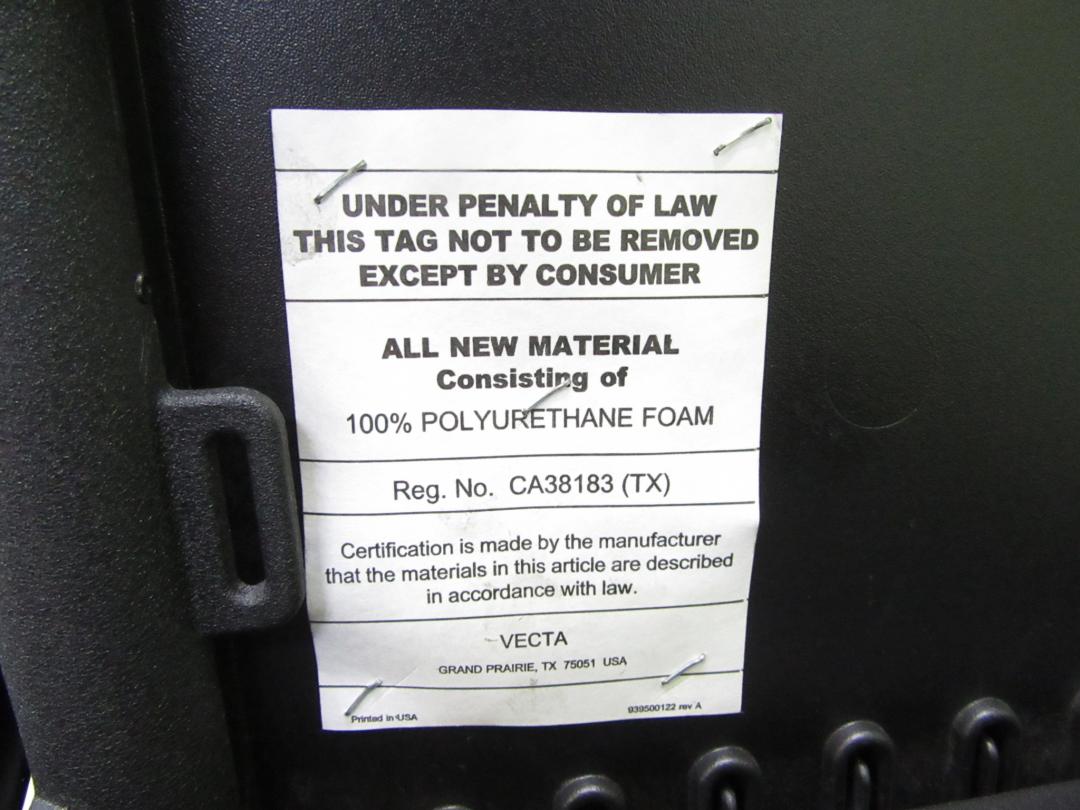 UNDER PENALTY OF LAW
THIS TAG NOT TO BE REMOVED
EXCEPT BY CONSUMER
ALL NEW MATERIAL
Consisting of
100% POLYURETHANE FOAM
Reg. No. CA38183 (TX)
Certification is made by the manufacturer
that the materials in this article are described
in accordance with law.
VECTA
GRAND PRAIRIE, TX 75051 USA
Printed in USA
939500122 rev A